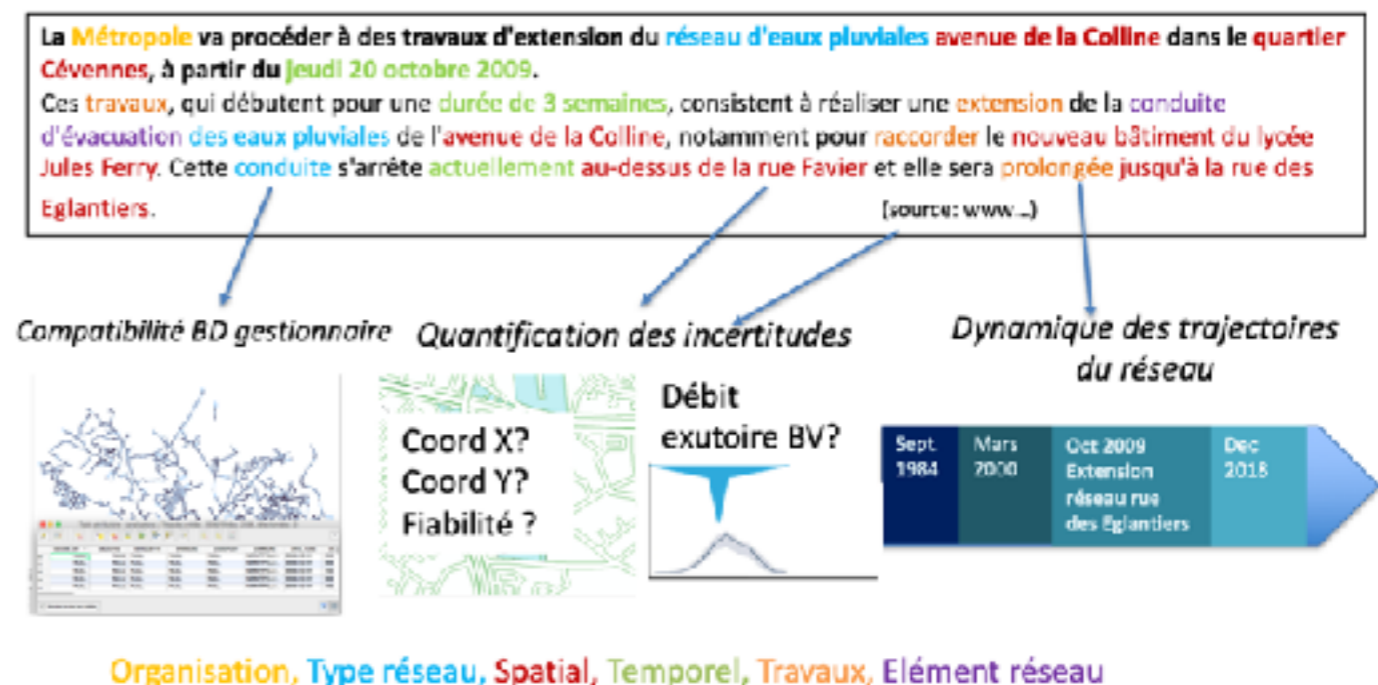 La Métropole va procéder à des travaux d'extension du réseau d'eaux pluviales avenue de la Colline dans le quartier
Cévennes, à partir du jeudi 20 octobre 2009.
Ces travaux, qui débutent pour une durée de 3 semaines, consistent à réaliser une extension de la conduite
d'évacuation des eaux pluviales de l'avenue de la Colline, notamment pour raccorder le nouveau bâtiment du lycée
Jules Ferry. Cette conduite s'arrête actuellement au-dessus de la rue Favier et elle sera prolongée jusqu'à la rue des
Eglantiers.
(source: www...)
Compatibilité BD gestionnaire
Quantification des incertitudes
Dynamique des trajectoires
du réseau
Coord X?
Coord Y?
Fiabilité ?
Débit
exutoire BV?
Sept.
1984
Mars
2000
Oct 2009
Extension
réseau rue
des Eglantiers
Dec
2018
Organisation, Type réseau, Spatial, Temporel, Travaux, Elément réseau